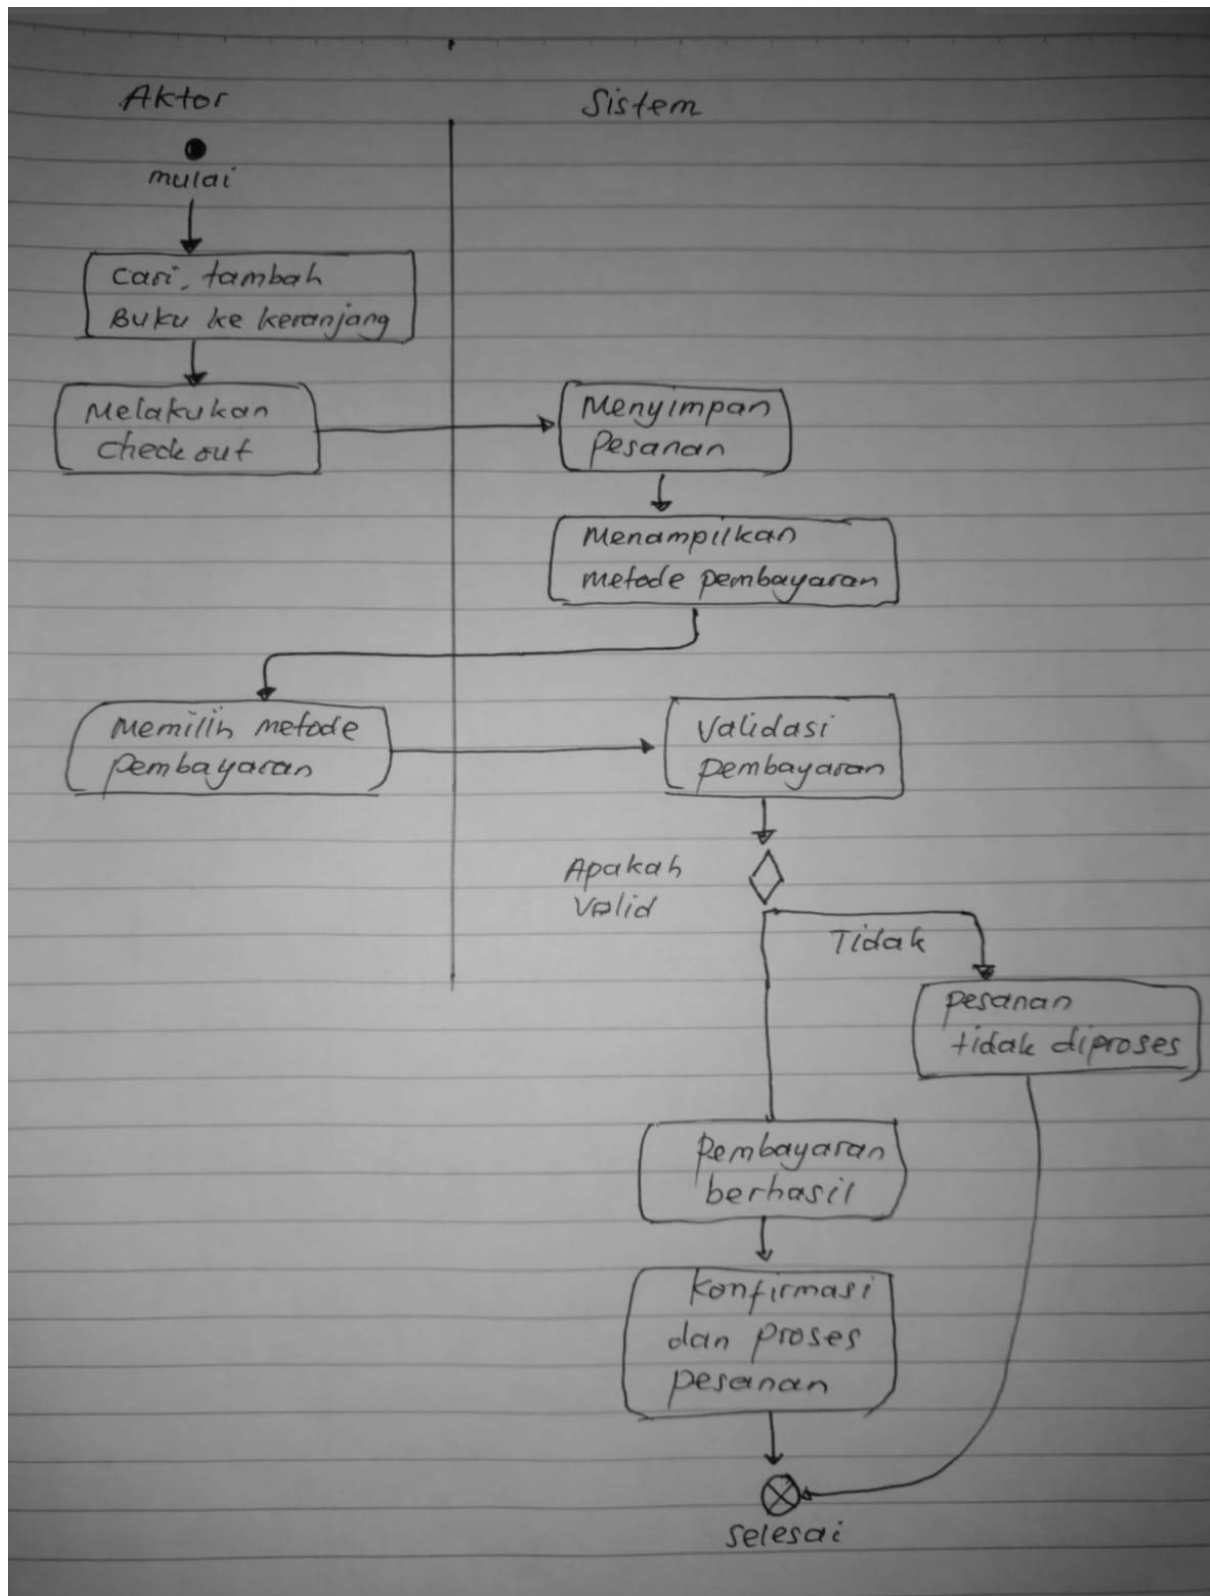 Aktor
Sistem
mulai
Cari, tambah
Buku ke keranjang
Melakukan
check out
Menyimpan
Pesanan
Menampilkan
metode pembayaran
Memilih metode
pembayaran
Validasi
pembayaran
Apakah
Valid
Tidak
Pesanan
tidak diproses
Pembayaran
berhasil
Konfirmasi
dan proses
pesanan
Selesai